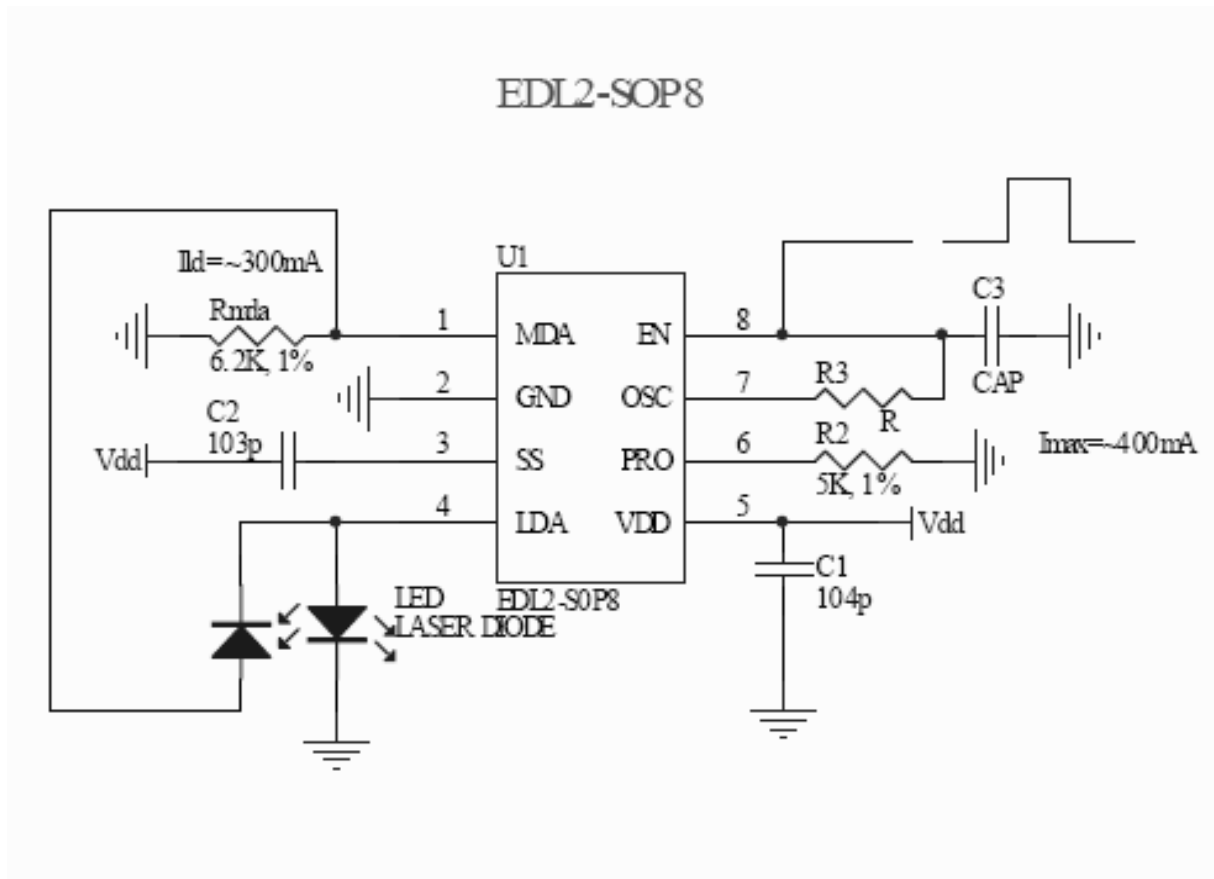 EDL2-SOP8
Ild=~300mA
Rmda
6.2K, 1%
C2
103p
Vdd
U1
1
MDA
2
GND
3
SS
4
LDA
EN
8
OSC
7
PRO
6
VDD
5
EDL2-S0P8
LED
LASER DIODE
C3
CAP
R3
R
R2
5K, 1%
Imax=~400mA
Vdd
C1
104p